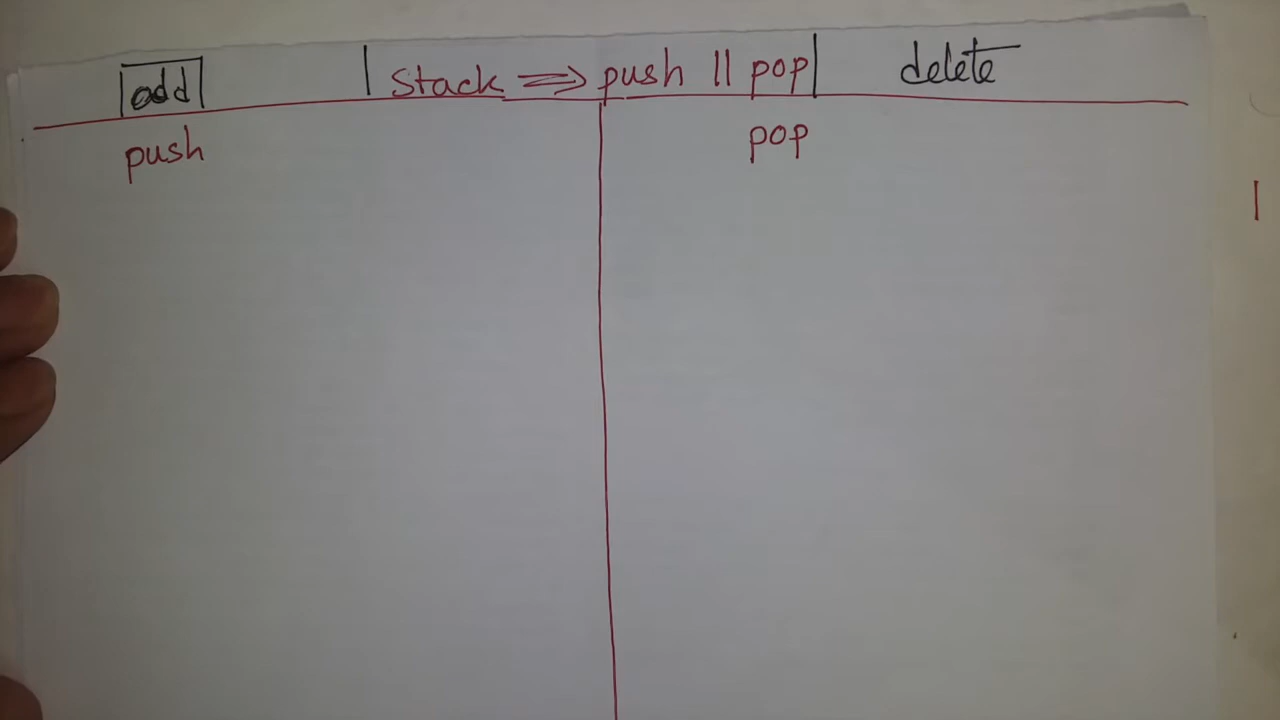 add | Stack ⇒ push || pop | delete
push pop